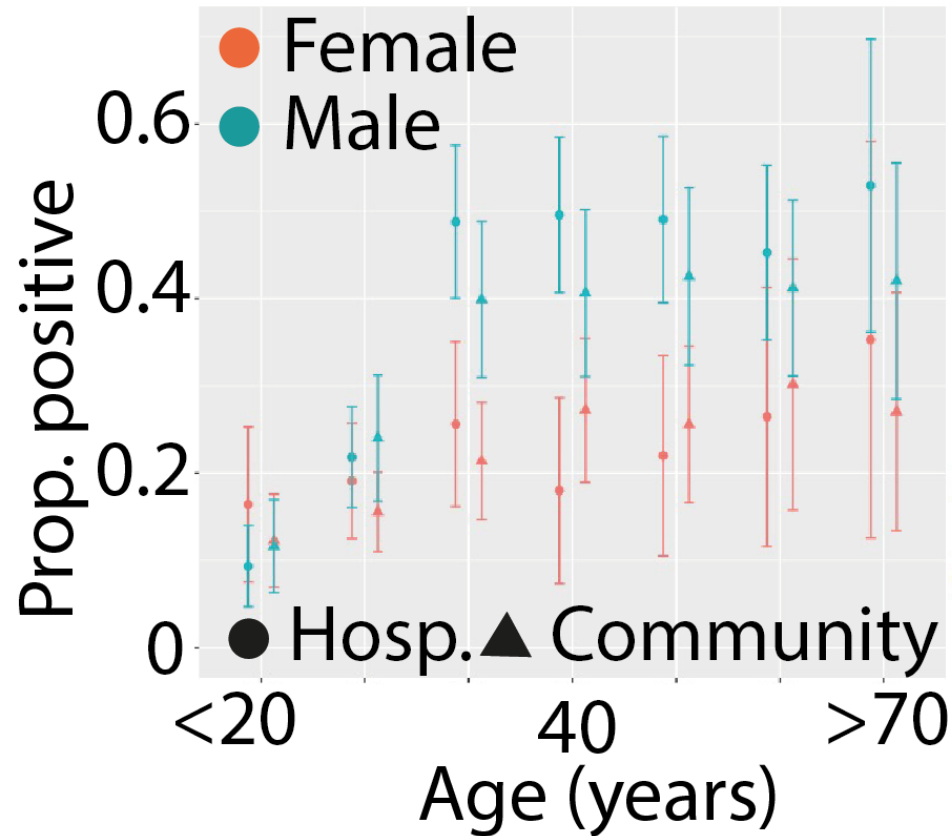 Female
Male
Prop. positive
0.6
0.4
0.2
0
Hosp. Community
<20 40 >70
Age (years)